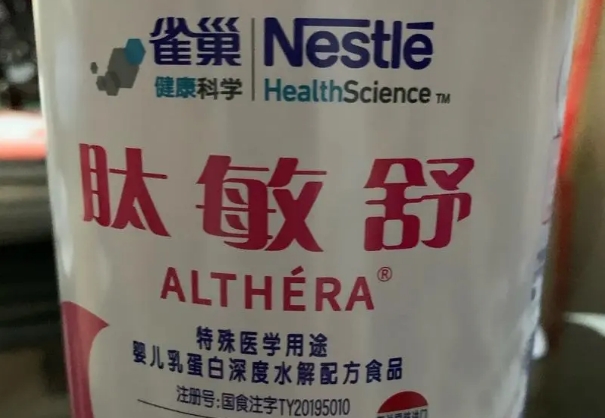 雀巢 Nestlé
健康科学 HealthScience TM
肽敏舒
ALTHÉRA®
特殊医学用途
婴儿乳蛋白深度水解配方食品
注册号:国食注字TY20195010